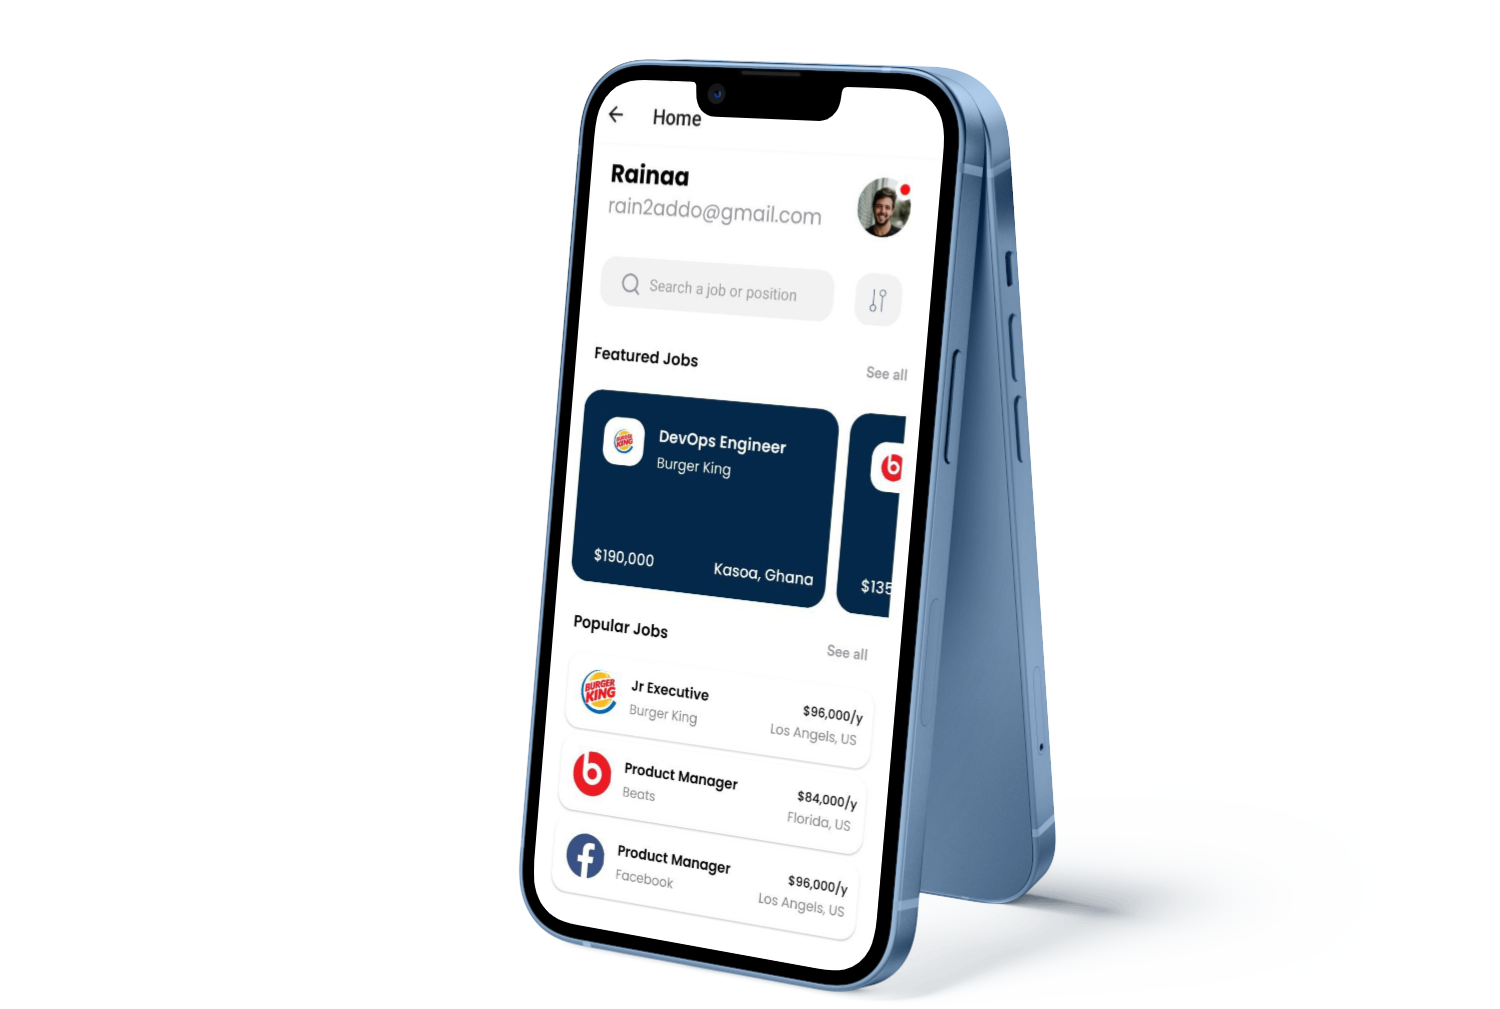 Home
Rainaa
rain2addo@gmail.com
Search a job or position
Featured Jobs
See all
BURGER KING
DevOps Engineer
Burger King
$190,000
Kasoa, Ghana
b
$135
Popular Jobs
See all
BURGER KING
Jr Executive
Burger King
$96,000/y
Los Angels, US
b
Product Manager
Beats
$84,000/y
Florida, US
f
Product Manager
Facebook
$96,000/y
Los Angels, US